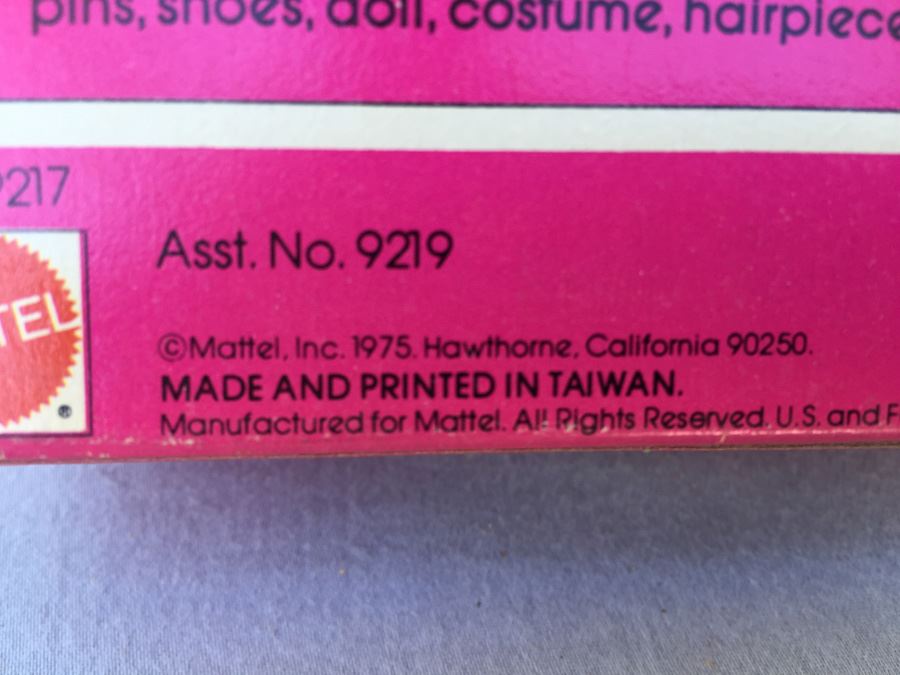 pins, shoes, doll, costume, hairpiece
9217
Asst. No. 9219
TEL
©Mattel, Inc. 1975. Hawthorne, California 90250.
MADE AND PRINTED IN TAIWAN.
®
Manufactured for Mattel. All Rights Reserved. U.S. and F